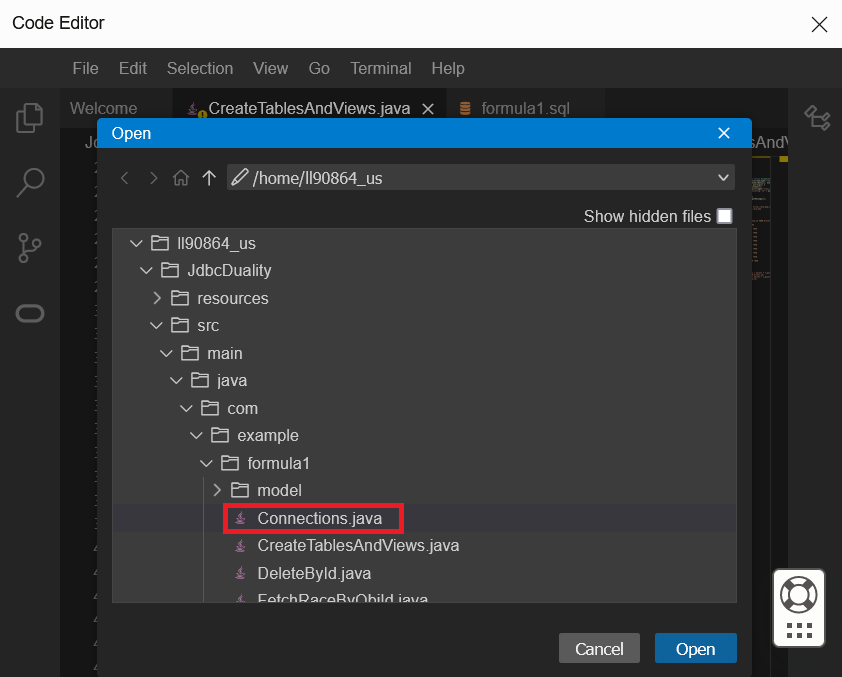 Code Editor
File Edit Selection View Go Terminal Help
Welcome CreateTablesAndViews.java formula1.sql
Open
/home/ll90864_us
Show hidden files
ll90864_us
JdbcDuality
resources
src
main
java
com
example
formula1
model
Connections.java
CreateTablesAndViews.java
DeleteById.java
FetchRaceByObjId.java
Cancel Open